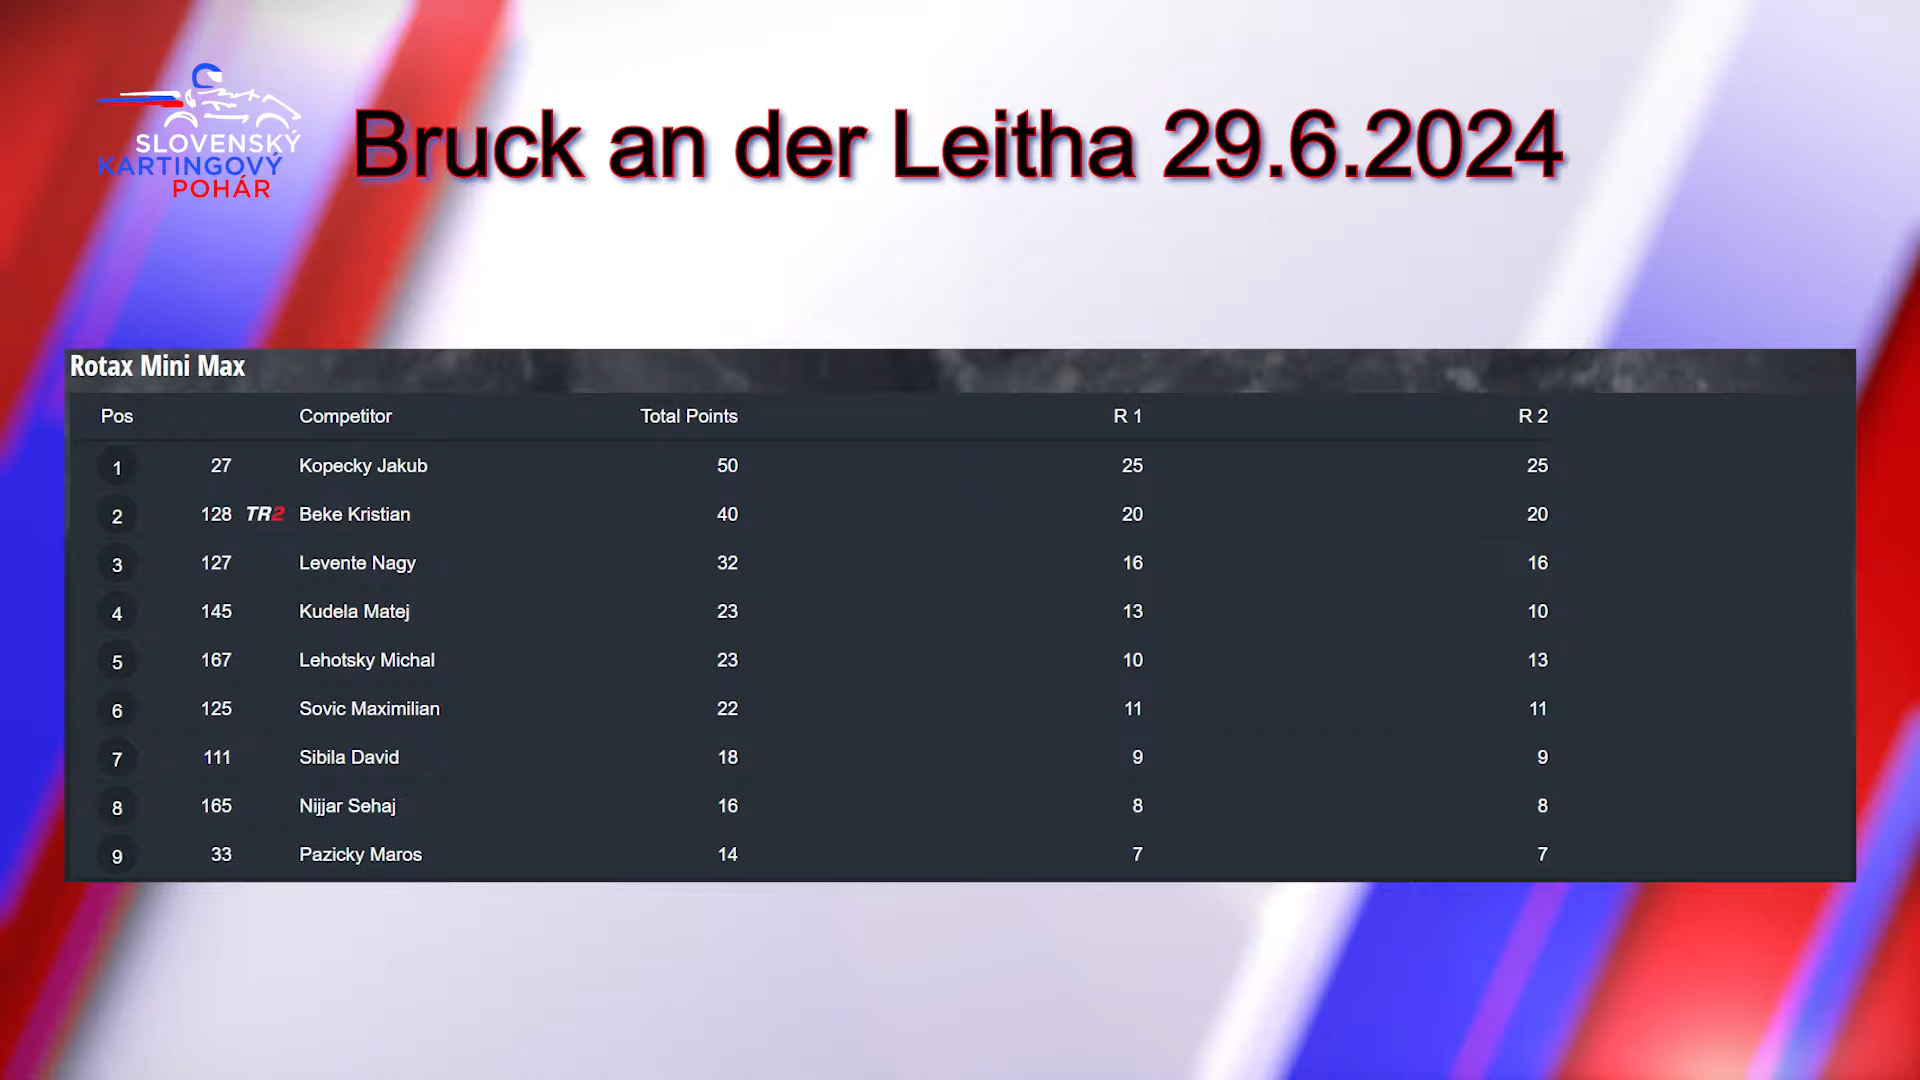 SLOVENSKÝ
KARTINGOVÝ
POHÁR
Bruck an der Leitha 29.6.2024
Rotax Mini Max
Pos Competitor Total Points R 1 R 2
1 27 Kopecky Jakub 50 25 25
2 128 TR2 Beke Kristian 40 20 20
3 127 Levente Nagy 32 16 16
4 145 Kudela Matej 23 13 10
5 167 Lehotsky Michal 23 10 13
6 125 Sovic Maximilian 22 11 11
7 111 Sibila David 18 9 9
8 165 Nijjar Sehaj 16 8 8
9 33 Pazicky Maros 14 7 7